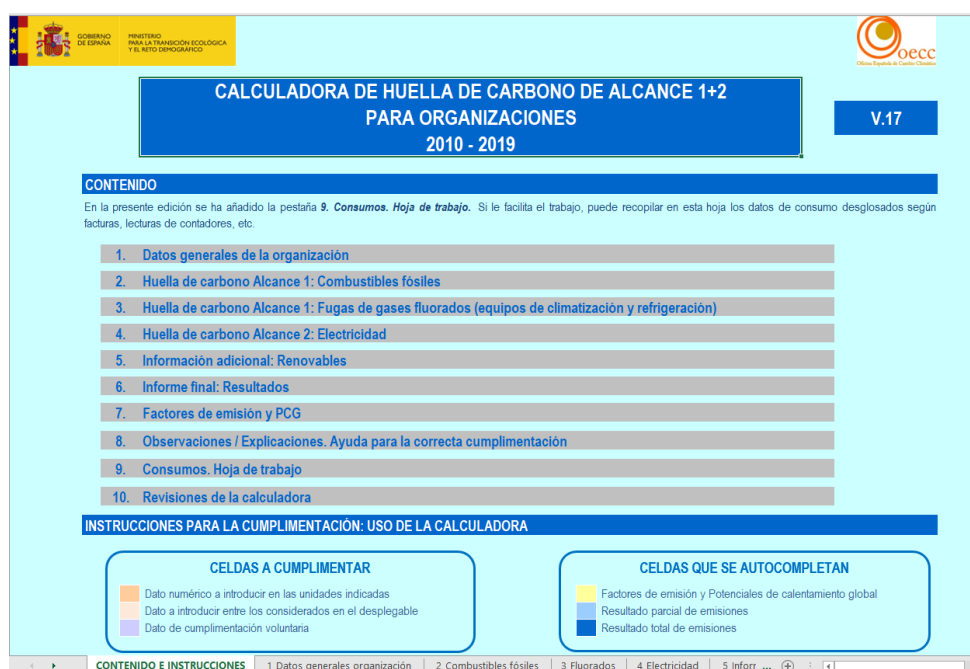 GOBIERNO
DE ESPAÑA
MINISTERIO
PARA LA TRANSICIÓN ECOLÓGICA
Y EL RETO DEMOGRÁFICO
oecc
Oficina Española de Cambio Climático
CALCULADORA DE HUELLA DE CARBONO DE ALCANCE 1+2
PARA ORGANIZACIONES
2010 - 2019
V.17
CONTENIDO
En la presente edición se ha añadido la pestaña 9. Consumos. Hoja de trabajo. Si le facilita el trabajo, puede recopilar en esta hoja los datos de consumo desglosados según
facturas, lecturas de contadores, etc.
1. Datos generales de la organización
2. Huella de carbono Alcance 1: Combustibles fósiles
3. Huella de carbono Alcance 1: Fugas de gases fluorados (equipos de climatización y refrigeración)
4. Huella de carbono Alcance 2: Electricidad
5. Información adicional: Renovables
6. Informe final: Resultados
7. Factores de emisión y PCG
8. Observaciones / Explicaciones. Ayuda para la correcta cumplimentación
9. Consumos. Hoja de trabajo
10. Revisiones de la calculadora
INSTRUCCIONES PARA LA CUMPLIMENTACIÓN: USO DE LA CALCULADORA
CELDAS A CUMPLIMENTAR
Dato numérico a introducir en las unidades indicadas
Dato a introducir entre los considerados en el desplegable
Dato de cumplimentación voluntaria
CELDAS QUE SE AUTOCOMPLETAN
Factores de emisión y Potenciales de calentamiento global
Resultado parcial de emisiones
Resultado total de emisiones
CONTENIDO E INSTRUCCIONES
1 Datos generales organización
2 Combustibles fósiles
3 Fluorados
4 Electricidad
5 Inforr ...